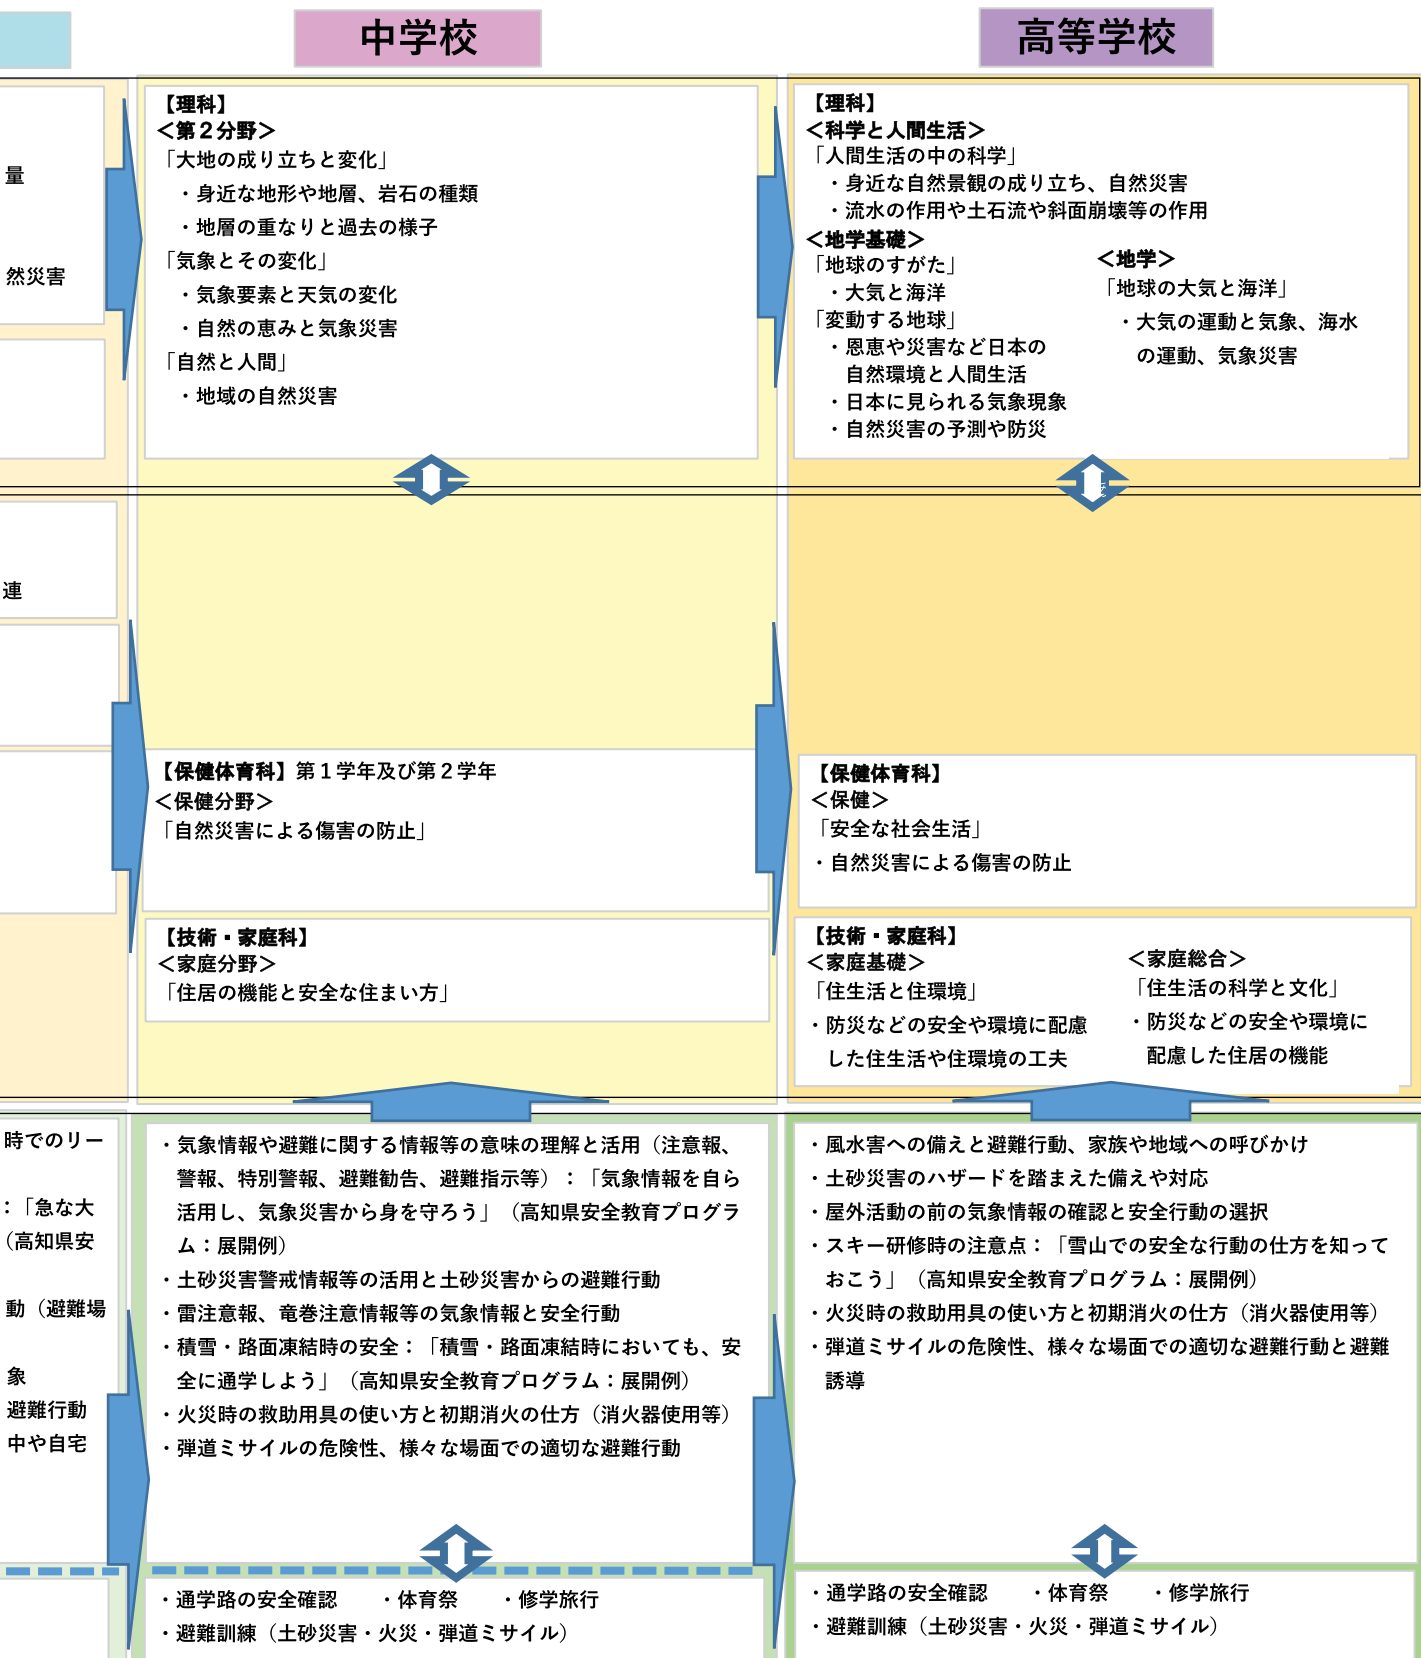 中学校
高等学校
量
然災害
【理科】
＜第２分野＞
「大地の成り立ちと変化」
・身近な地形や地層、岩石の種類
・地層の重なりと過去の様子
「気象とその変化」
・気象要素と天気の変化
・自然の恵みと気象災害
「自然と人間」
・地域の自然災害
【理科】
＜科学と人間生活＞
「人間生活の中の科学」
・身近な自然景観の成り立ち、自然災害
・流水の作用や土石流や斜面崩壊等の作用
＜地学基礎＞
「地球のすがた」
・大気と海洋
「変動する地球」
・恩恵や災害など日本の
自然環境と人間生活
・日本に見られる気象現象
・自然災害の予測や防災
＜地学＞
「地球の大気と海洋」
・大気の運動と気象、海水
の運動、気象災害
連
【保健体育科】第１学年及び第２学年
＜保健分野＞
「自然災害による傷害の防止」
【保健体育科】
＜保健＞
「安全な社会生活」
・自然災害による傷害の防止
【技術・家庭科】
＜家庭分野＞
「住居の機能と安全な住まい方」
【技術・家庭科】
＜家庭基礎＞
「住生活と住環境」
・防災などの安全や環境に配慮
した住生活や住環境の工夫
＜家庭総合＞
「住生活の科学と文化」
・防災などの安全や環境に
配慮した住居の機能
時でのリー
：「急な大
（高知県安
動（避難場
象
避難行動
中や自宅
・気象情報や避難に関する情報等の意味の理解と活用（注意報、
警報、特別警報、避難勧告、避難指示等）：「気象情報を自ら
活用し、気象災害から身を守ろう」（高知県安全教育プログラ
ム：展開例）
・土砂災害警戒情報等の活用と土砂災害からの避難行動
・雷注意報、竜巻注意情報等の気象情報と安全行動
・積雪・路面凍結時の安全：「積雪・路面凍結時においても、安
全に通学しよう」（高知県安全教育プログラム：展開例）
・火災時の救助用具の使い方と初期消火の仕方（消火器使用等）
・弾道ミサイルの危険性、様々な場面での適切な避難行動
・風水害への備えと避難行動、家族や地域への呼びかけ
・土砂災害のハザードを踏まえた備えや対応
・屋外活動の前の気象情報の確認と安全行動の選択
・スキー研修時の注意点：「雪山での安全な行動の仕方を知って
おこう」（高知県安全教育プログラム：展開例）
・火災時の救助用具の使い方と初期消火の仕方（消火器使用等）
・弾道ミサイルの危険性、様々な場面での適切な避難行動と避難
誘導
・通学路の安全確認　・体育祭　・修学旅行
・避難訓練（土砂災害・火災・弾道ミサイル）
・通学路の安全確認　・体育祭　・修学旅行
・避難訓練（土砂災害・火災・弾道ミサイル）